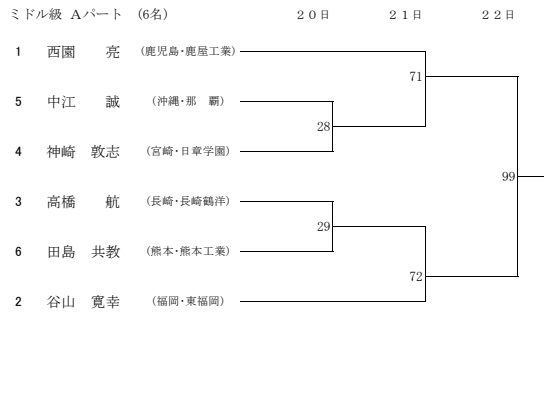 ミドル級 Aパート (6名) 20日 21日 22日
1 西園 亮 (鹿児島・鹿屋工業)
71
5 中江 誠 (沖縄・那 覇)
28
4 神崎 敦志 (宮崎・日章学園)
99
3 高橋 航 (長崎・長崎鶴洋)
29
6 田島 共教 (熊本・熊本工業)
72
2 谷山 寛幸 (福岡・東福岡)